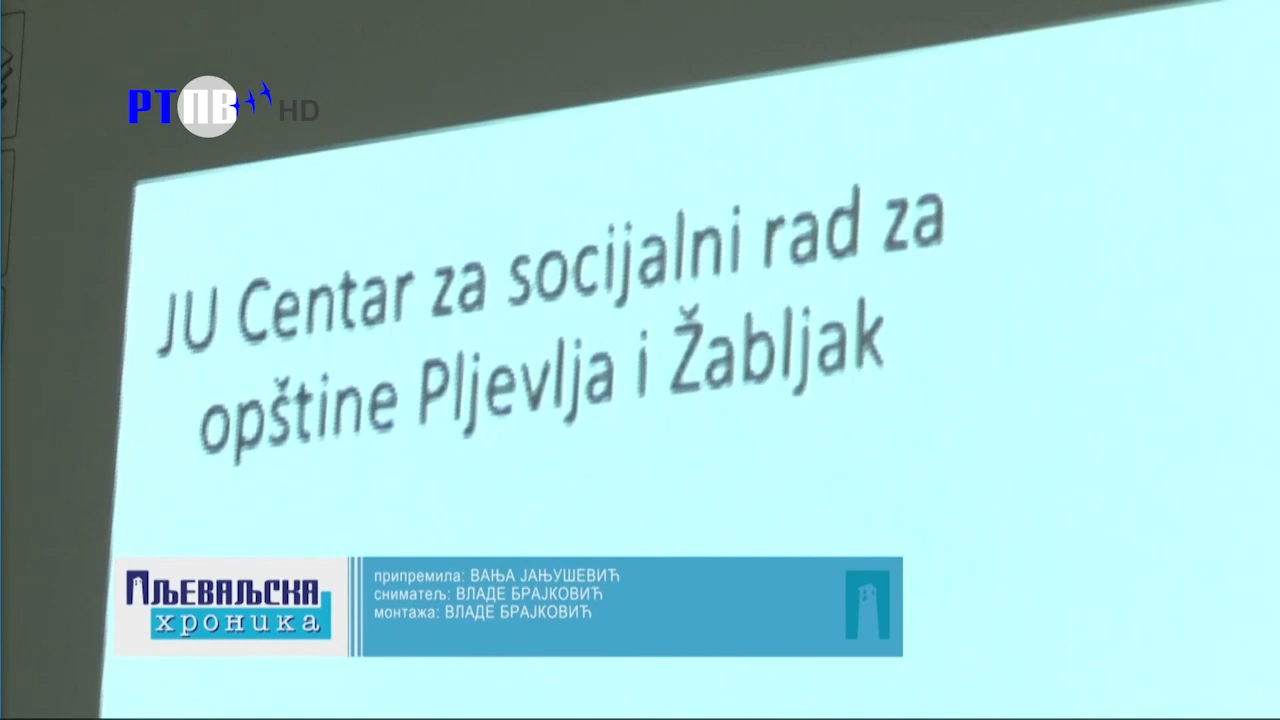 РТПВ HD
JU Centar za socijalni rad za
opštine Pljevlja i Žabljak
Пљеваљска
хроника
припремила: ВАЊА ЈАЊУШЕВИЋ
сниматељ: ВЛАДЕ БРАЈКОВИЋ
монтажа: ВЛАДЕ БРАЈКОВИЋ